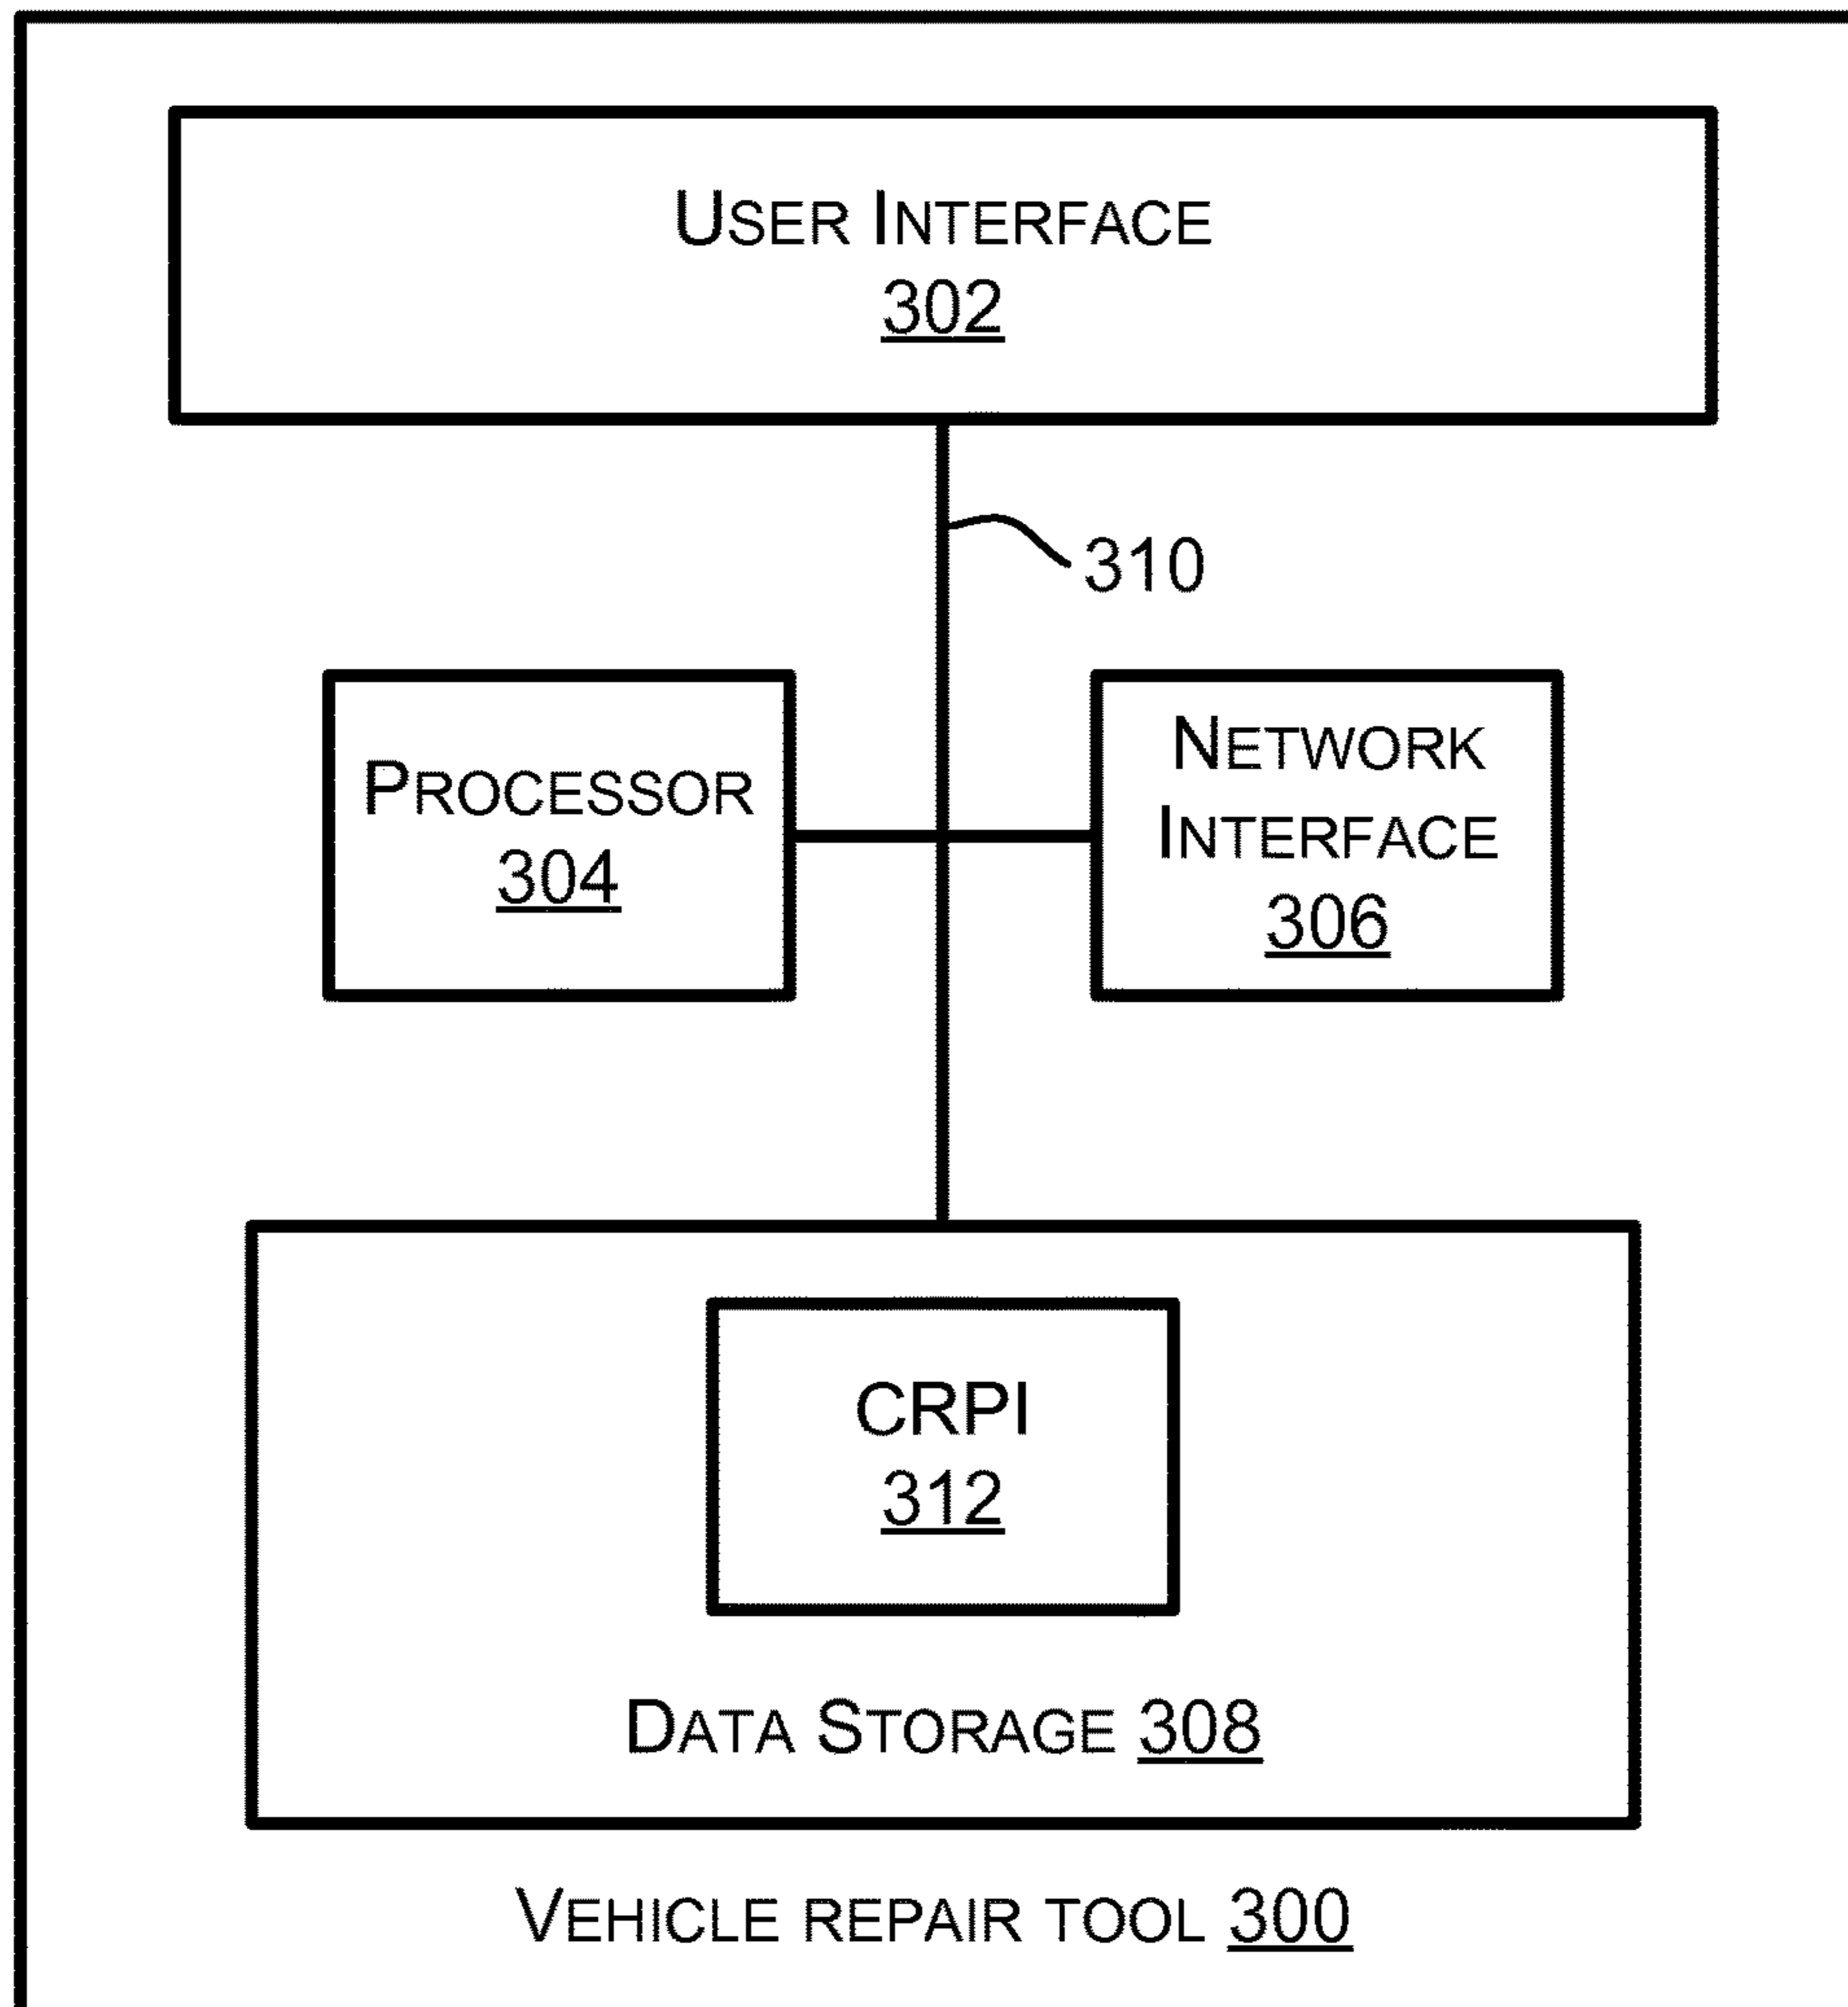 USER INTERFACE
302
310
PROCESSOR
304
NETWORK
INTERFACE
306
CRPI
312
DATA STORAGE 308
VEHICLE REPAIR TOOL 300